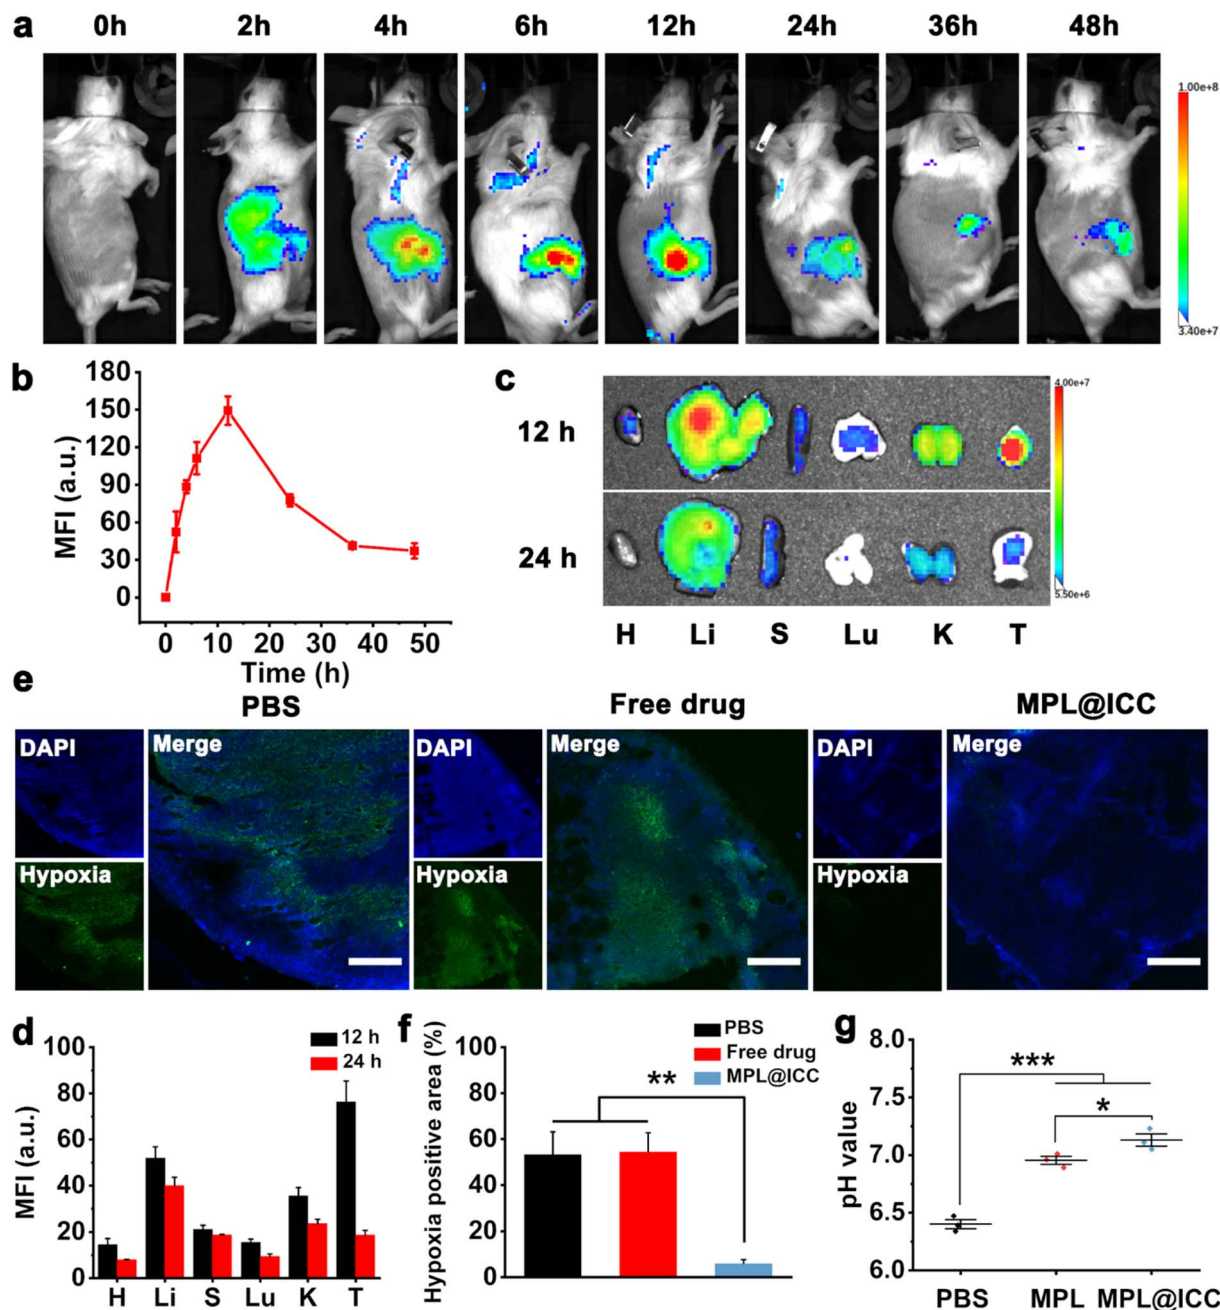 a
0h 2h 4h 6h 12h 24h 36h 48h
1.00e+8
3.40e+7
b
180
150
120
90
60
30
0
MFI (a.u.)
0 10 20 30 40 50
Time (h)
c
12 h
24 h
4.00e+7
5.50e+6
H Li S Lu K T
e
PBS Free drug MPL@ICC
DAPI Merge DAPI Merge DAPI Merge
Hypoxia Hypoxia Hypoxia
d
12 h
24 h
100
80
60
40
20
0
MFI (a.u.)
H Li S Lu K T
f
PBS
Free drug
MPL@ICC
100
80
60
40
20
0
Hypoxia positive area (%)
**
g
8.0
7.5
7.0
6.5
6.0
pH value
***
*
PBS MPL MPL@ICC